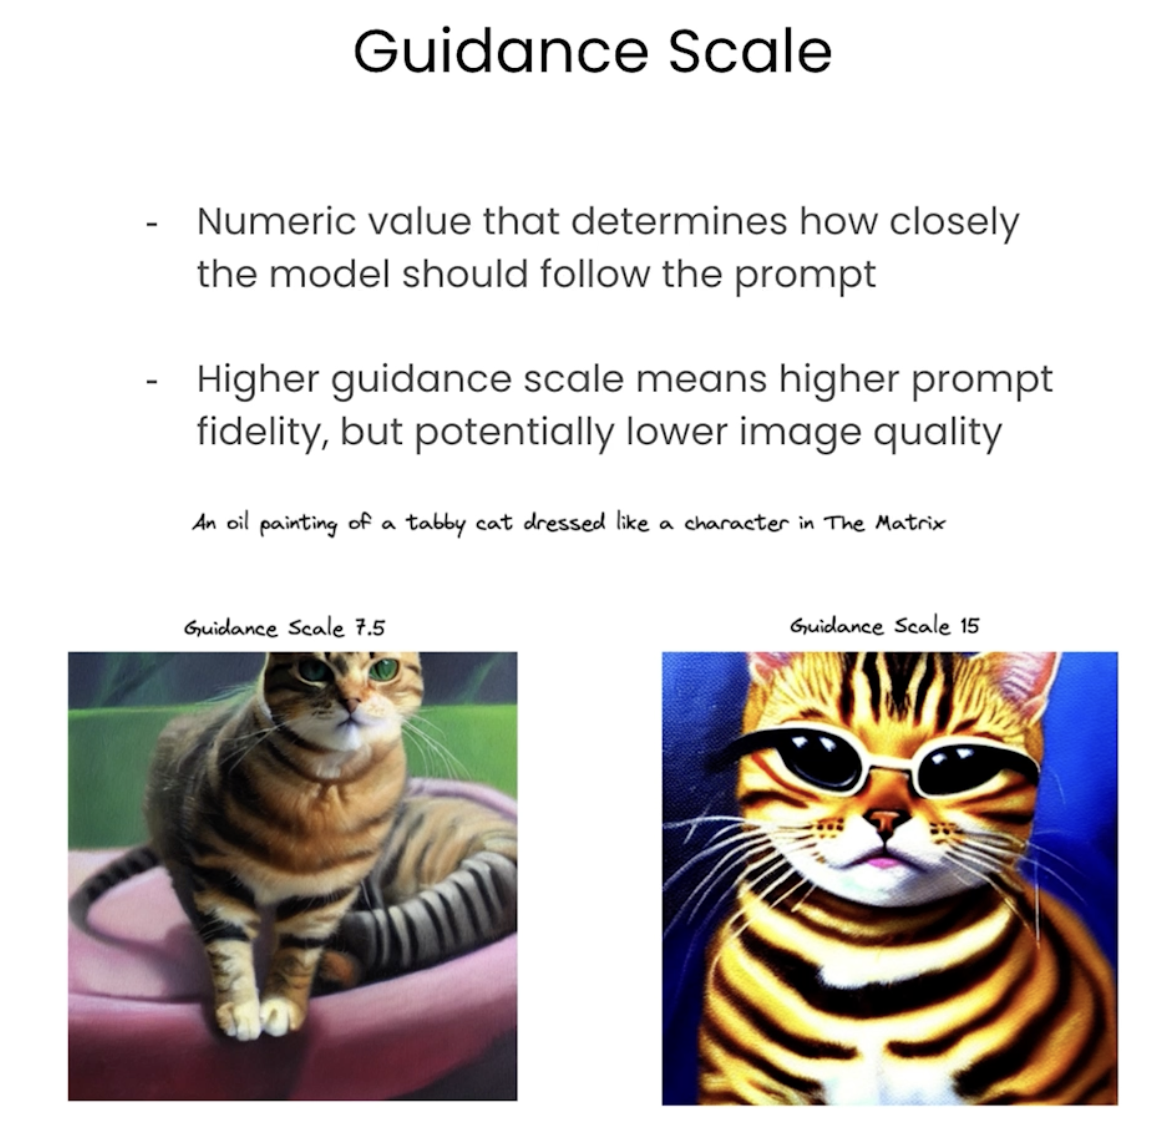 Guidance Scale
- Numeric value that determines how closely
the model should follow the prompt
- Higher guidance scale means higher prompt
fidelity, but potentially lower image quality
An oil painting of a tabby cat dressed like a character in The Matrix
Guidance Scale 7.5
Guidance Scale 15